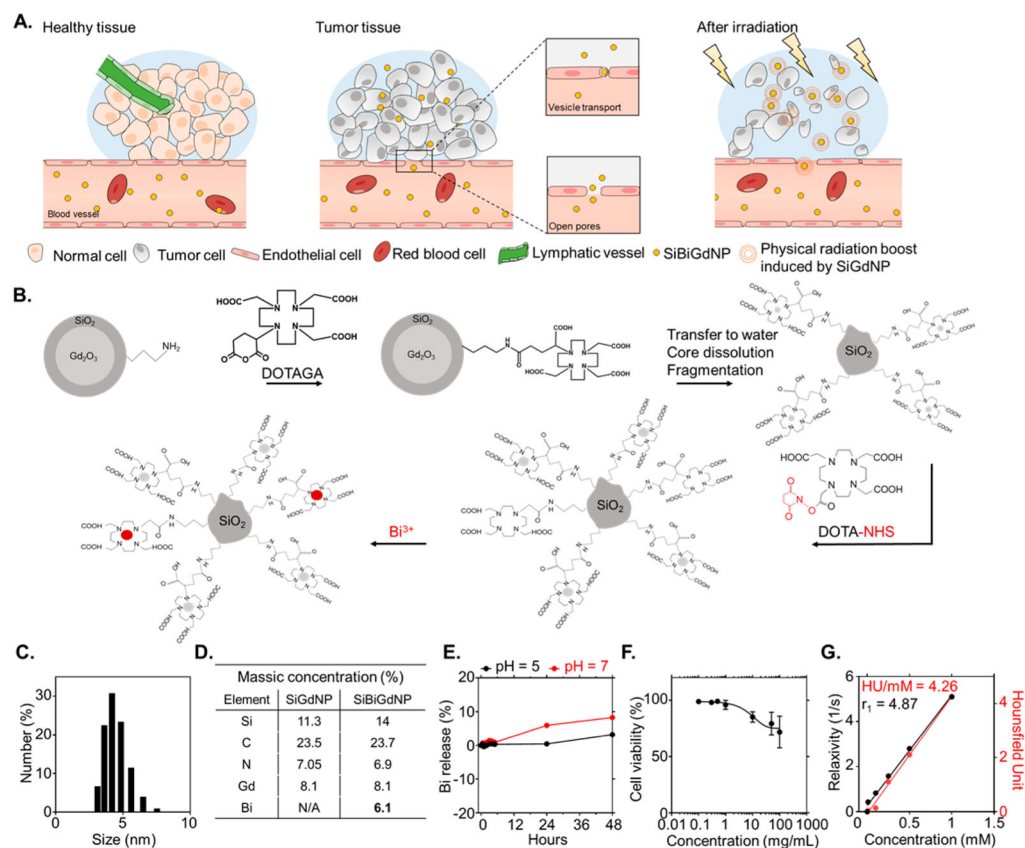 A.
Healthy tissue
Tumor tissue
After irradiation
Vesicle transport
Blood vessel
Open pores
Normal cell
Tumor cell
Endothelial cell
Red blood cell
Lymphatic vessel
SiBiGdNP
Physical radiation boost
induced by SiGdNP
B.
SiO2
Gd2O3
NH2
HOOC
COOH
N N
N N
COOH
O O O
DOTAGA
SiO2
Gd2O3
H
N
O
COOH
COOH
N N
N N
HOOC
COOH
Transfer to water
Core dissolution
Fragmentation
SiO2
HOOC
COOH
N N
N N
COOH
O
N
O
O
O
DOTA-NHS
SiO2
Bi3+
SiO2
C.
Number (%)
30
20
10
0
0 5 10
Size (nm)
D.
Massic concentration (%)
Element SiGdNP SiBiGdNP
Si 11.3 14
C 23.5 23.7
N 7.05 6.9
Gd 8.1 8.1
Bi N/A 6.1
E.
pH = 5 pH = 7
Bi release (%)
20
10
0
-10
-20
0 24 48
Hours
F.
Cell viability (%)
100
50
0
0.01 0.1 1 10 100 1000
Concentration (mg/mL)
G.
HU/mM = 4.26
r1 = 4.87
Relaxivity (1/s)
6
4
2
0
0.0 0.5 1.0
Concentration (mM)
Hounsfield Unit
4
2
0